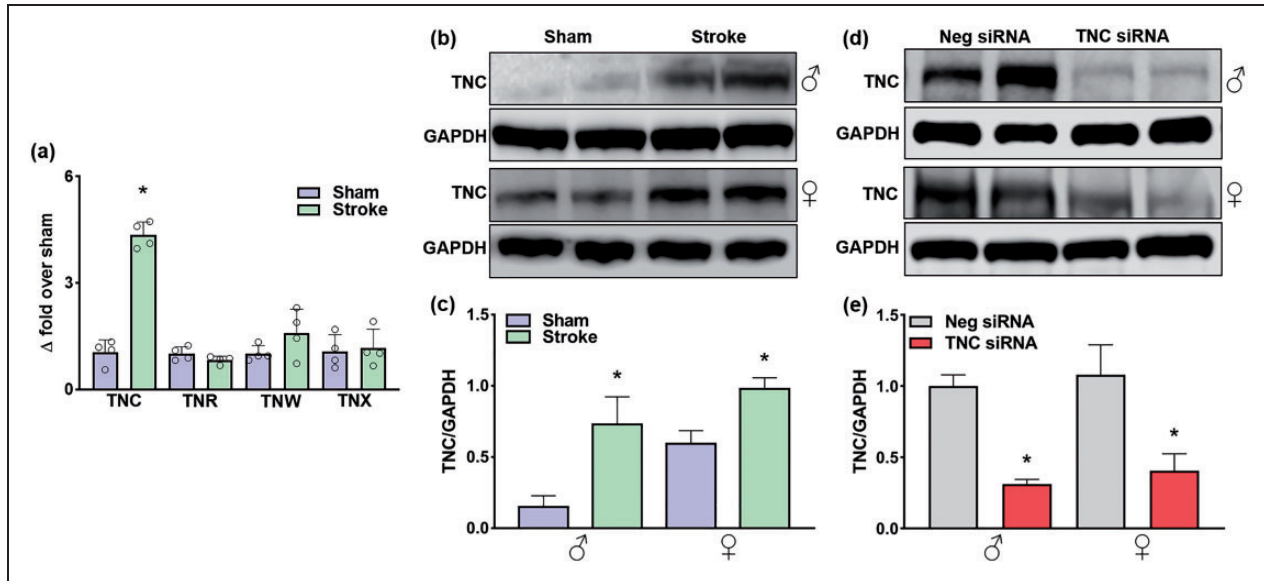 (a)
Δ fold over sham
6
3
0
*
Sham
Stroke
TNC TNR TNW TNX
(b)
Sham Stroke
TNC ♂
GAPDH
TNC ♀
GAPDH
(c)
TNC/GAPDH
1.5
1.0
0.5
0.0
Sham
Stroke
* *
♂ ♀
(d)
Neg siRNA TNC siRNA
TNC ♂
GAPDH
TNC ♀
GAPDH
(e)
TNC/GAPDH
1.5
1.0
0.5
0.0
Neg siRNA
TNC siRNA
* *
♂ ♀